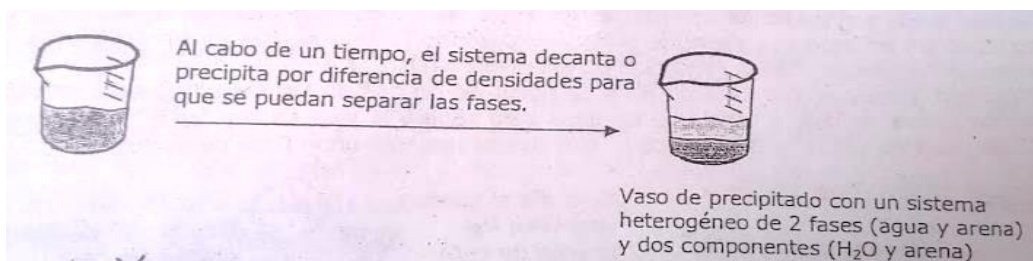 Al cabo de un tiempo, el sistema decanta o
precipita por diferencia de densidades para
que se puedan separar las fases.
Vaso de precipitado con un sistema
heterogéneo de 2 fases (agua y arena)
y dos componentes (H₂O y arena)